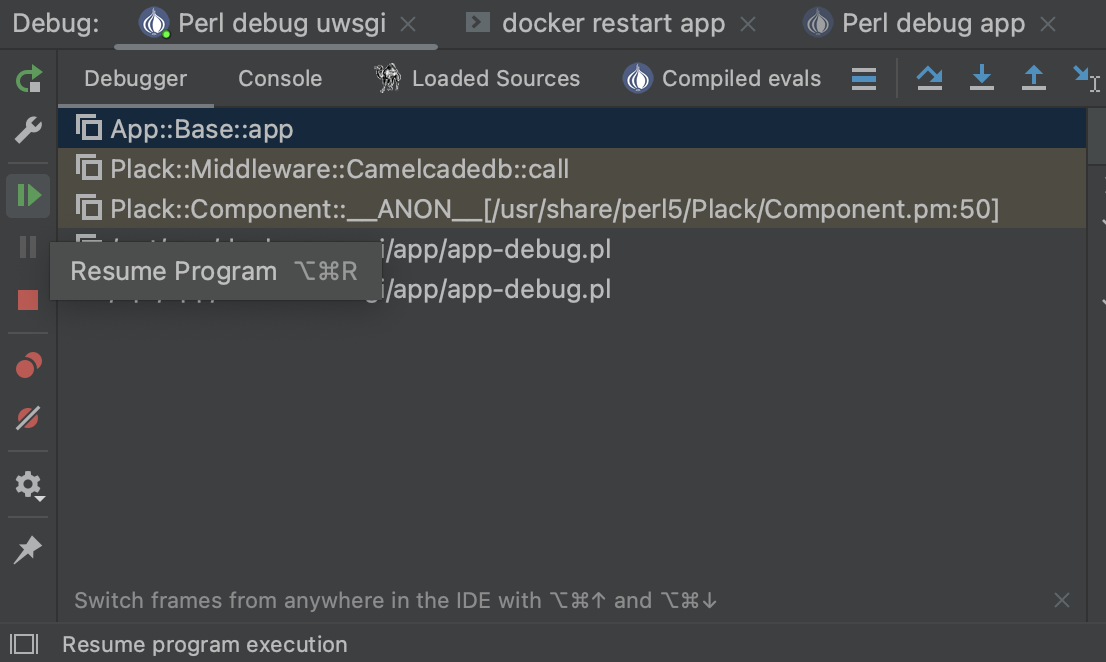 Debug: Perl debug uwsgi docker restart app Perl debug app
Debugger Console Loaded Sources Compiled evals
App::Base::app
Plack::Middleware::Camelcadedb::call
Plack::Component::__ANON__[/usr/share/perl5/Plack/Component.pm:50]
/app/app-debug.pl
Resume Program ⌥⌘R
/app/app-debug.pl
Switch frames from anywhere in the IDE with ⌥⌘↑ and ⌥⌘↓
Resume program execution